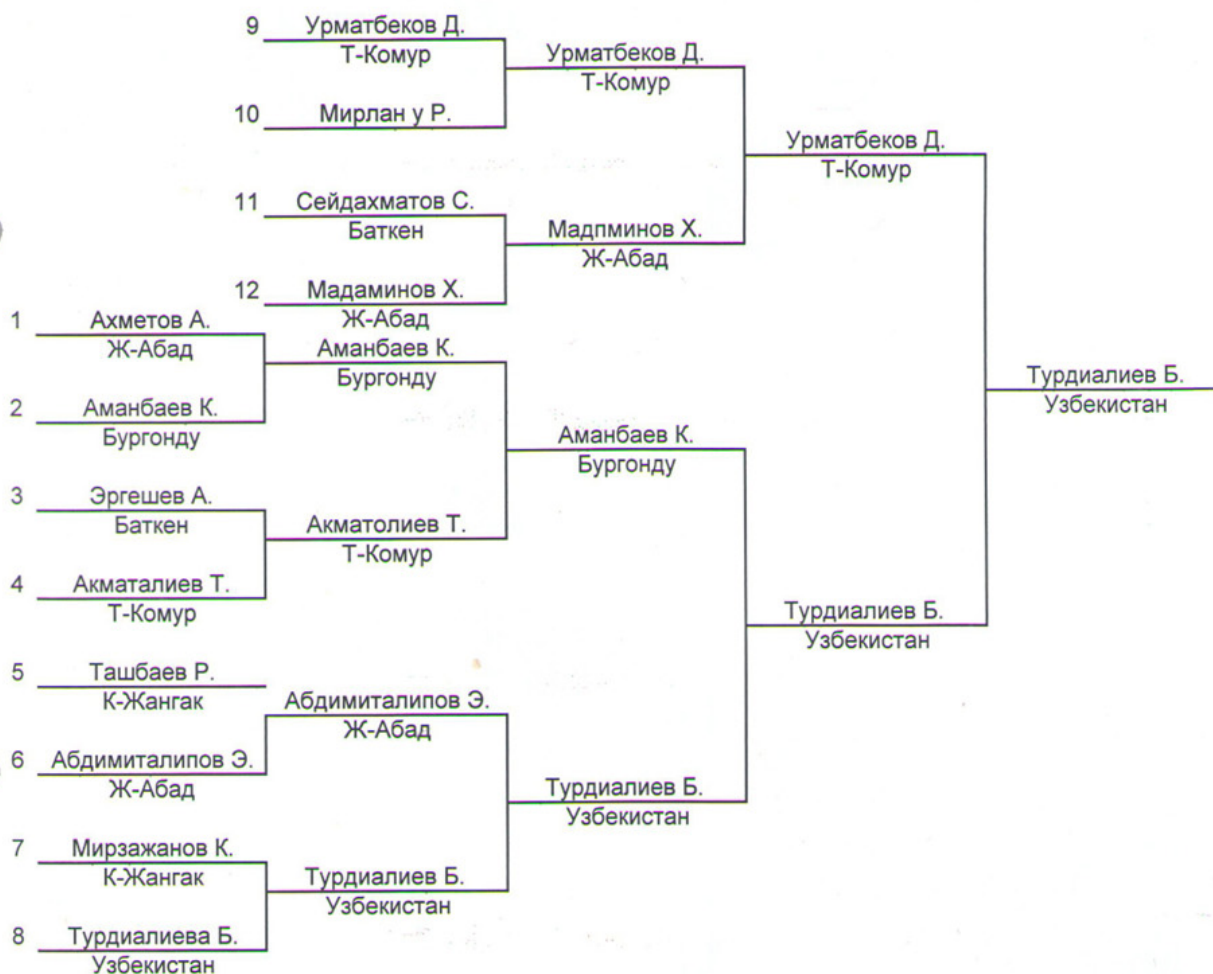 9 Урматбеков Д.
Т-Комур
Урматбеков Д.
Т-Комур
10 Мирлан у Р.
Урматбеков Д.
Т-Комур
11 Сейдахматов С.
Баткен
Мадпминов Х.
Ж-Абад
12 Мадаминов Х.
Ж-Абад
1 Ахметов А.
Ж-Абад
Аманбаев К.
Бургонду
Турдиалиев Б.
Узбекистан
2 Аманбаев К.
Бургонду
Аманбаев К.
Бургонду
3 Эргешев А.
Баткен
Акматолиев Т.
Т-Комур
4 Акматалиев Т.
Т-Комур
Турдиалиев Б.
Узбекистан
5 Ташбаев Р.
К-Жангак
Абдимиталипов Э.
Ж-Абад
6 Абдимиталипов Э.
Ж-Абад
Турдиалиев Б.
Узбекистан
7 Мирзажанов К.
К-Жангак
Турдиалиев Б.
Узбекистан
8 Турдиалиева Б.
Узбекистан